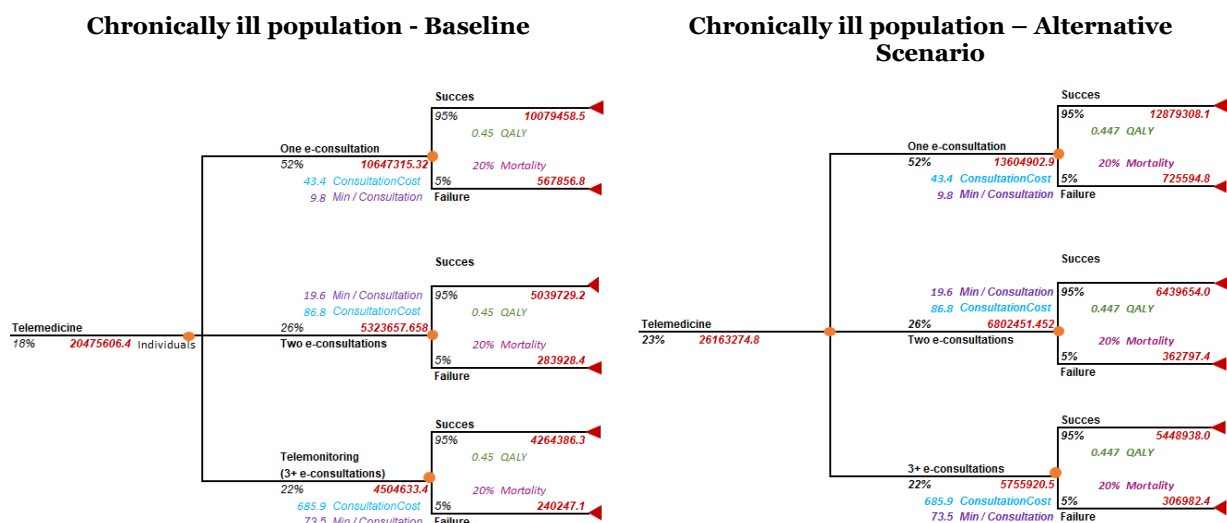 Chronically ill population - Baseline
Succes
95% 10079458.5
0.45 QALY
One e-consultation
52% 10647315.32
20% Mortality
43.4 ConsultationCost
5% 567856.8
9.8 Min / Consultation
Failure
Succes
19.6 Min / Consultation
95% 5039729.2
86.8 ConsultationCost
0.45 QALY
Telemedicine
26% 5323657.658
18% 20475606.4 Individuals
Two e-consultations
20% Mortality
5% 283928.4
Failure
Succes
95% 4264386.3
Telemonitoring
0.45 QALY
(3+ e-consultations)
22% 4504633.4
20% Mortality
685.9 ConsultationCost
5% 240247.1
73.5 Min / Consultation
Failure
Chronically ill population – Alternative
Scenario
Succes
95% 12879308.1
0.447 QALY
One e-consultation
52% 13604902.9
20% Mortality
43.4 ConsultationCost
5% 725594.8
9.8 Min / Consultation
Failure
Succes
19.6 Min / Consultation
95% 6439654.0
86.8 ConsultationCost
0.447 QALY
Telemedicine
26% 6802451.452
23% 26163274.8
Two e-consultations
20% Mortality
5% 362797.4
Failure
Succes
95% 5448938.0
0.447 QALY
3+ e-consultations
22% 5755920.5
20% Mortality
685.9 ConsultationCost
5% 306982.4
73.5 Min / Consultation
Failure